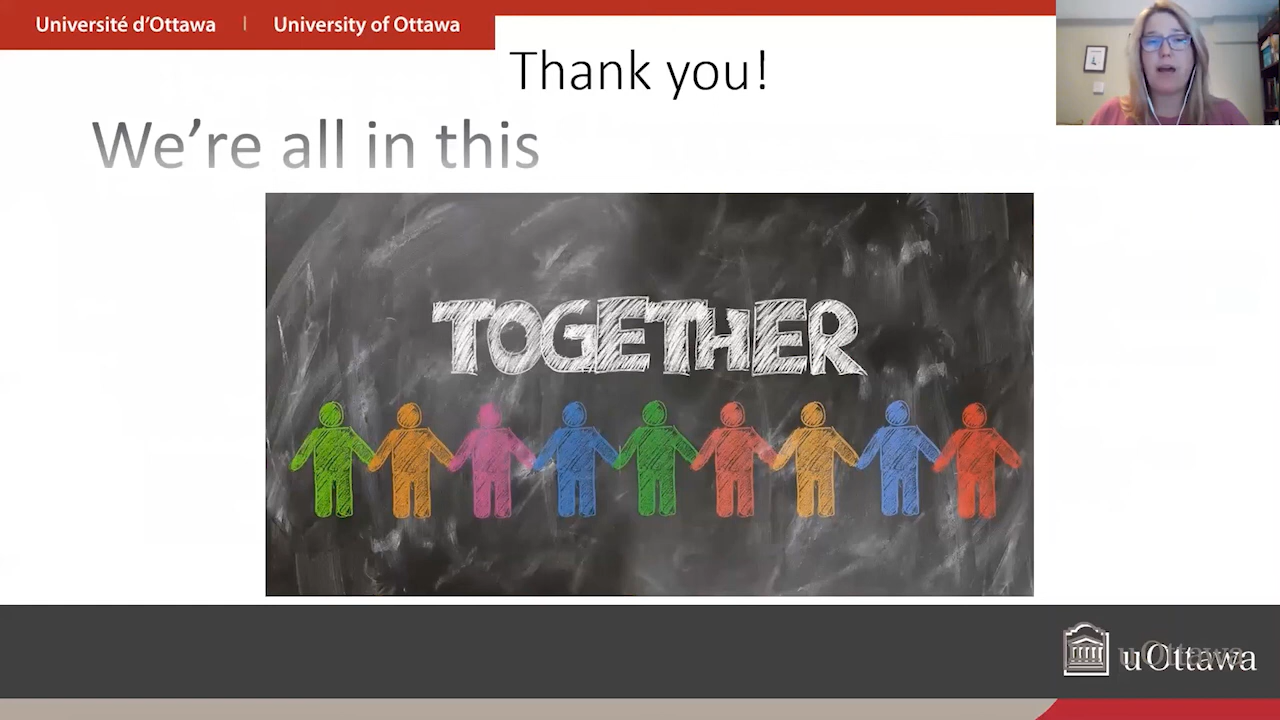 Université d'Ottawa | University of Ottawa
Thank you!
We're all in this
TOGETHER
uOttawa